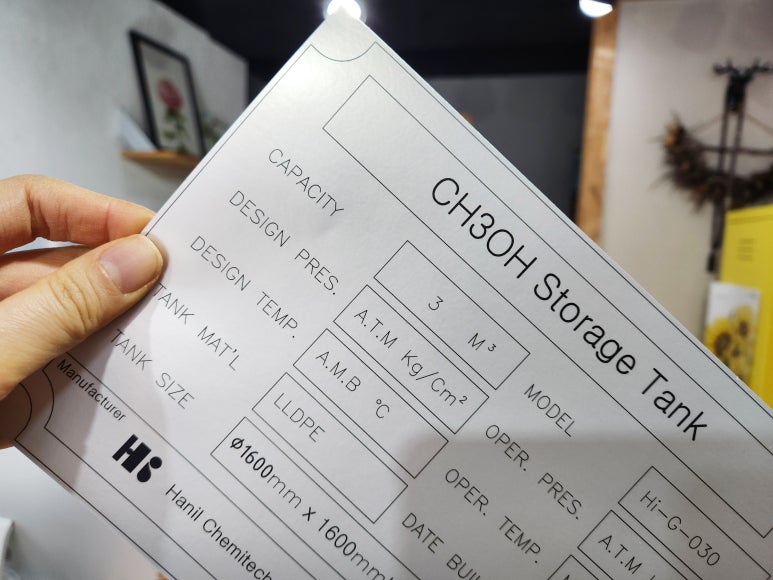 CH3OH Storage Tank
CAPACITY 3 M³ MODEL Hi-G-030
DESIGN PRES. A.T.M Kg/Cm² OPER. PRES. A.T.M
DESIGN TEMP. A.M.B ℃ OPER. TEMP.
TANK MAT'L LLDPE DATE
TANK SIZE ø1600mm x 1600mm
Manufacturer
HS Hanil Chemitech